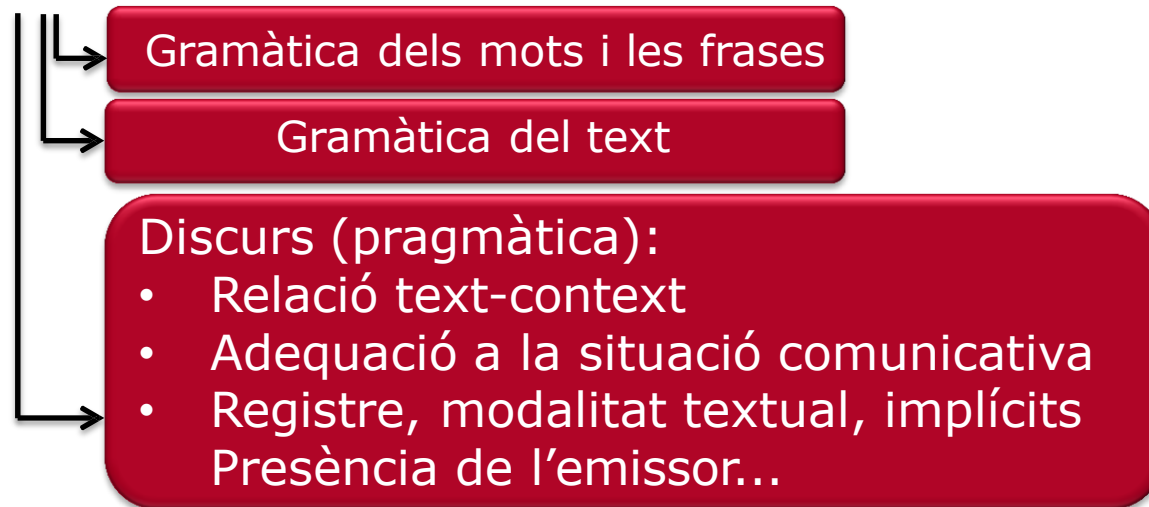 Gramàtica dels mots i les frases
Gramàtica del text
Discurs (pragmàtica):
• Relació text-context
• Adequació a la situació comunicativa
• Registre, modalitat textual, implícits
Presència de l’emissor...